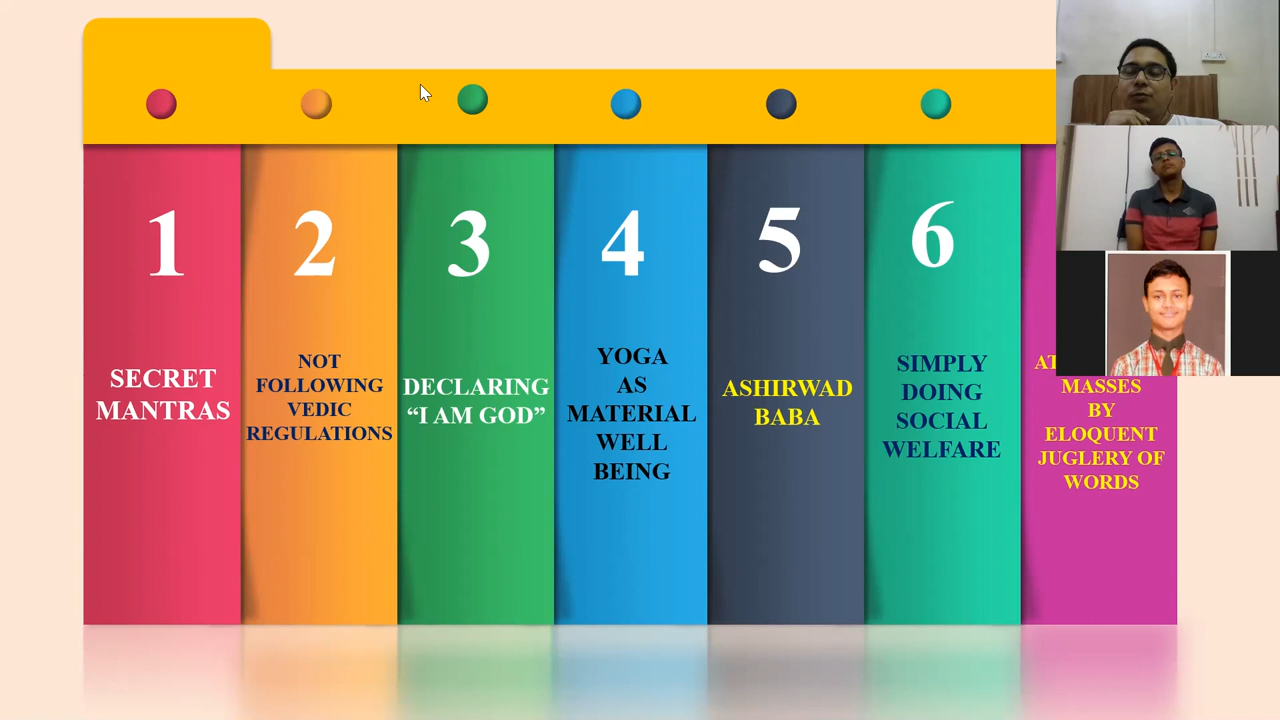 1
SECRET
MANTRAS
2
NOT
FOLLOWING
VEDIC
REGULATIONS
3
DECLARING
“I AM GOD”
4
YOGA
AS
MATERIAL
WELL
BEING
5
ASHIRWAD
BABA
6
SIMPLY
DOING
SOCIAL
WELFARE
MASSES
BY
ELOQUENT
JUGLERY OF
WORDS